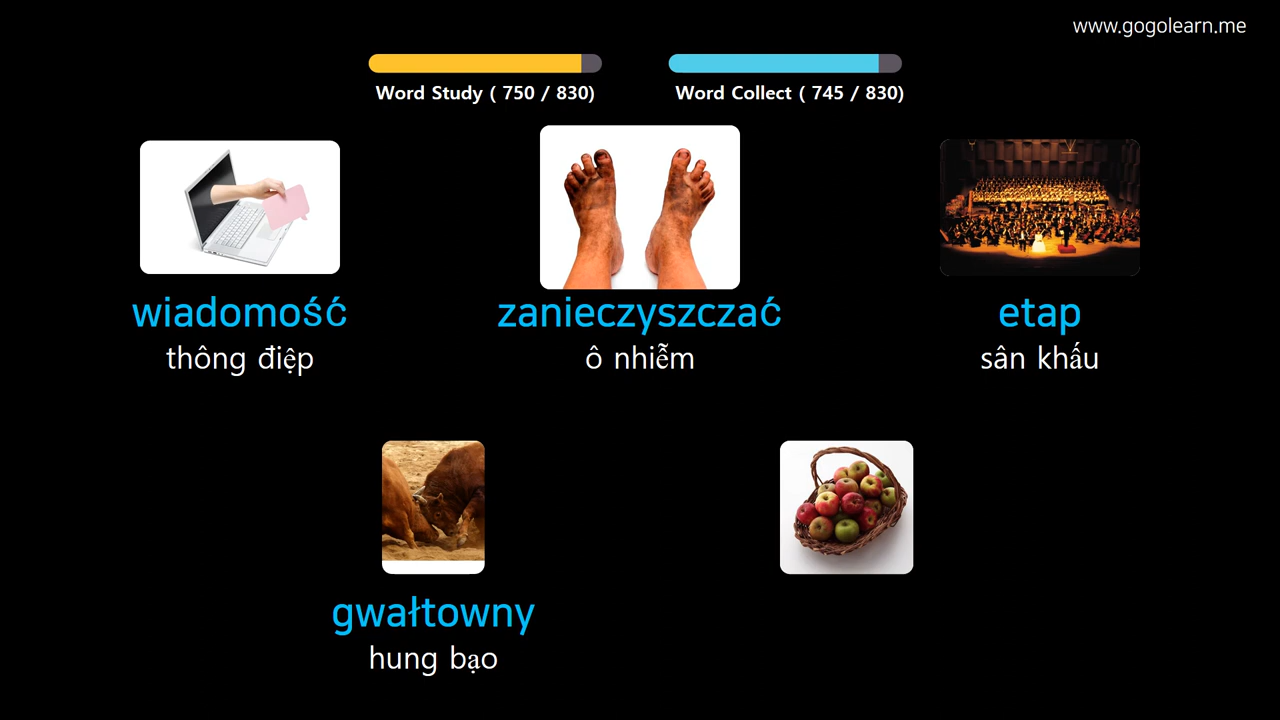 www.gogolearn.me
Word Study ( 750 / 830)
Word Collect ( 745 / 830)
wiadomość
thông điệp
zanieczyszczać
ô nhiễm
etap
sân khấu
gwałtowny
hung bạo